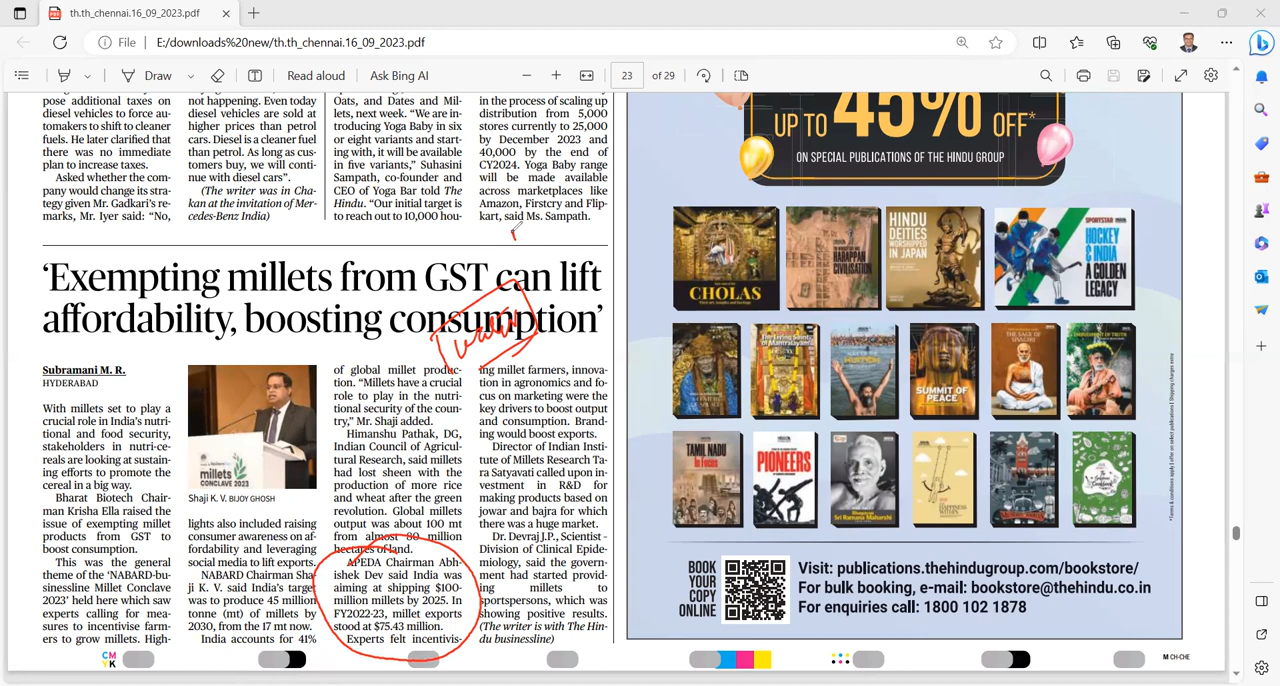 th.th_chennai.16_09_2023.pdf
File
E:/downloads%20new/th.th_chennai.16_09_2023.pdf
Draw
Read aloud
Ask Bing AI
23
of 29
pose additional taxes on
diesel vehicles to force au-
tomakers to shift to cleaner
fuels. He later clarified that
there was no immediate
plan to increase taxes.
Asked whether the com-
pany would change its stra-
tegy given Mr. Gadkari's re-
marks, Mr. Iyer said: "No,
not happening. Even today
diesel vehicles are sold at
higher prices than petrol
cars. Diesel is a cleaner fuel
than petrol. As long as cus-
tomers buy, we will conti-
nue with diesel cars".
(The writer was in Cha-
kan at the invitation of Mer-
cedes-Benz India)
Oats, and Dates and Mil-
lets, next week. "We are in-
troducing Yoga Baby in six
or eight variants and start-
ing with, it will be available
in five variants," Suhasini
Sampath, co-founder and
CEO of Yoga Bar told The
Hindu. "Our initial target is
to reach out to 10,000 hou-
in the process of scaling up
distribution from 5,000
stores currently to 25,000
by December 2023 and
40,000 by the end of
CY2024. Yoga Baby range
will be made available
across marketplaces like
Amazon, Firstcry and Flip-
kart, said Ms. Sampath.
'Exempting millets from GST can lift
affordability, boosting consumption'
Subramani M. R.
HYDERABAD
With millets set to play a
crucial role in India's nutri-
tional and food security,
stakeholders in nutri-ce-
reals are looking at sustain-
ing efforts to promote the
cereal in a big way.
Bharat Biotech Chair-
man Krisha Ella raised the
issue of exempting millet
products from GST to
boost consumption.
This was the general
theme of the 'NABARD-bu-
sinessline Millet Conclave
2023' held here which saw
experts calling for mea-
sures to incentivise farm-
ers to grow millets. High-
millets
CONCLAVE 2023
Shaji K. V. BIJOY GHOSH
lights also included raising
consumer awareness on af-
fordability and leveraging
social media to lift exports.
NABARD Chairman Sha-
ji K. V. said India's target
was to produce 45 million
tonne (mt) of millets by
2030, from the 17 mt now.
India accounts for 41%
of global millet produc-
tion. "Millets have a crucial
role to play in the nutri-
tional security of the coun-
try," Mr. Shaji added.
Himanshu Pathak, DG,
Indian Council of Agricul-
tural Research, said millets
had lost sheen with the
production of more rice
and wheat after the green
revolution. Global millets
output was about 100 mt
from almost 80 million
hectares of land.
APEDA Chairman Abh-
ishek Dev said India was
aiming at shipping $100-
million millets by 2025. In
FY2022-23, millet exports
stood at $75.43 million.
Experts felt incentivis-
ing millet farmers, innova-
tion in agronomics and fo-
cus on marketing were the
key drivers to boost output
and consumption. Brand-
ing would boost exports.
Director of Indian Insti-
tute of Millets Research Ta-
ra Satyavati called upon in-
vestment in R&D for
making products based on
jowar and bajra for which
there was a huge market.
Dr. Devraj J.P., Scientist -
Division of Clinical Epide-
miology, said the govern-
ment had started provid-
ing millets to
sportspersons, which was
showing positive results.
(The writer is with The Hin-
du businessline)
UP TO 45% OFF*
ON SPECIAL PUBLICATIONS OF THE HINDU GROUP
CHOLAS
HARAPPAN
CIVILISATION
HINDU
DEITIES
WORSHIPPED
IN JAPAN
SPORTSTAR
HOCKEY
& INDIA
A GOLDEN
LEGACY
SUMMIT OF
PEACE
TAMIL NADU
PIONEERS
Sri Ramana Maharshi
BOOK
YOUR
COPY
ONLINE
Visit: publications.thehindugroup.com/bookstore/
For bulk booking, e-mail: bookstore@thehindu.co.in
For enquiries call: 1800 102 1878
CM
YK
M CH-CHE